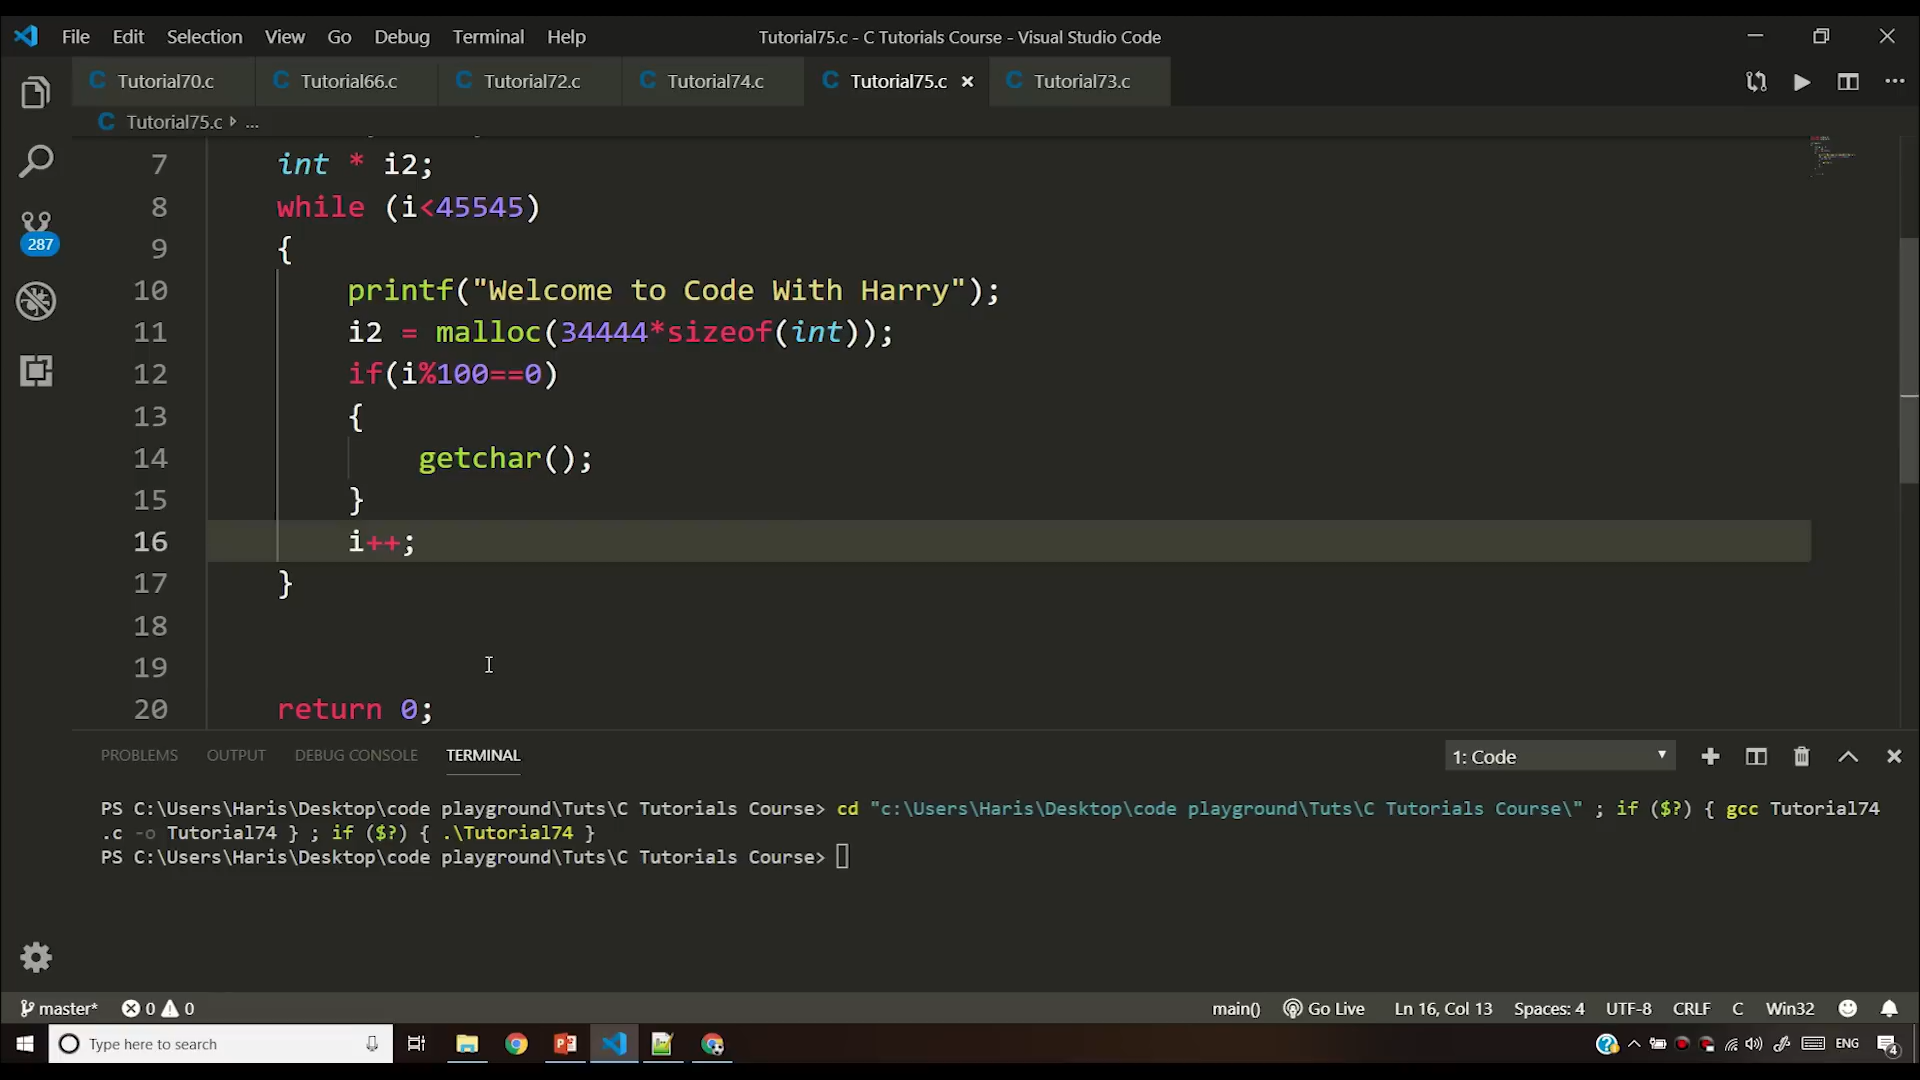 File Edit Selection View Go Debug Terminal Help
Tutorial75.c - C Tutorials Course - Visual Studio Code
Tutorial70.c Tutorial66.c Tutorial72.c Tutorial74.c Tutorial75.c Tutorial73.c
Tutorial75.c ...
7 int * i2;
8 while (i<45545)
9 {
10 printf("Welcome to Code With Harry");
11 i2 = malloc(34444*sizeof(int));
12 if(i%100==0)
13 {
14 getchar();
15 }
16 i++;
17 }
18
19
20 return 0;
287
PROBLEMS OUTPUT DEBUG CONSOLE TERMINAL
1: Code
PS C:\Users\Haris\Desktop\code playground\Tuts\C Tutorials Course> cd "c:\Users\Haris\Desktop\code playground\Tuts\C Tutorials Course\" ; if ($?) { gcc Tutorial74
.c -o Tutorial74 } ; if ($?) { .\Tutorial74 }
PS C:\Users\Haris\Desktop\code playground\Tuts\C Tutorials Course>
master* 0 0
main() Go Live Ln 16, Col 13 Spaces: 4 UTF-8 CRLF C Win32
Type here to search
ENG
4